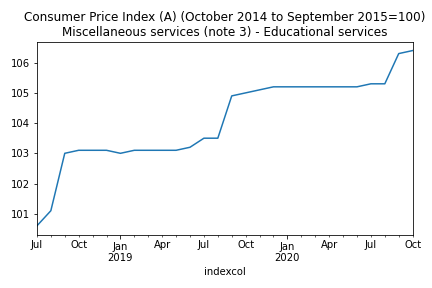 Consumer Price Index (A) (October 2014 to September 2015=100)
Miscellaneous services (note 3) - Educational services
106
105
104
103
102
101
Jul Oct Jan Apr Jul Oct Jan Apr Jul Oct
2019 2020
indexcol